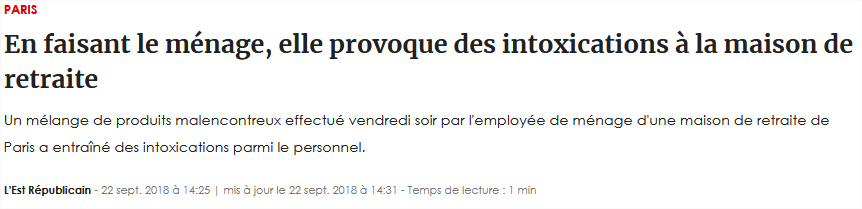 PARIS
En faisant le ménage, elle provoque des intoxications à la maison de
retraite
Un mélange de produits malencontreux effectué vendredi soir par l'employée de ménage d'une maison de retraite de
Paris a entraîné des intoxications parmi le personnel.
L'Est Républicain - 22 sept. 2018 à 14:25 | mis à jour le 22 sept. 2018 à 14:31 - Temps de lecture : 1 min